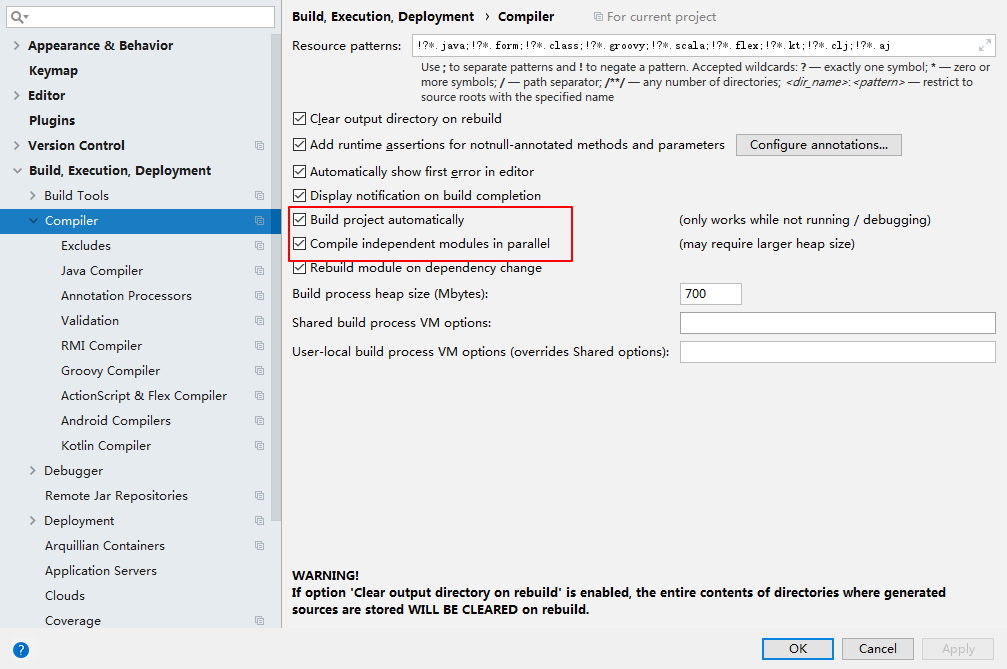 Appearance & Behavior
Keymap
Editor
Plugins
Version Control
Build, Execution, Deployment
Build Tools
Compiler
Excludes
Java Compiler
Annotation Processors
Validation
RMI Compiler
Groovy Compiler
ActionScript & Flex Compiler
Android Compilers
Kotlin Compiler
Debugger
Remote Jar Repositories
Deployment
Arquillian Containers
Application Servers
Clouds
Coverage
Build, Execution, Deployment › Compiler For current project
Resource patterns: !?*.java;!?*.form;!?*.class;!?*.groovy;!?*.scala;!?*.flex;!?*.kt;!?*.clj;!?*.aj
Use ; to separate patterns and ! to negate a pattern. Accepted wildcards: ? — exactly one symbol; * — zero or
more symbols; / — path separator; /**/ — any number of directories; <dir_name>:<pattern> — restrict to
source roots with the specified name
Clear output directory on rebuild
Add runtime assertions for notnull-annotated methods and parameters Configure annotations...
Automatically show first error in editor
Display notification on build completion
Build project automatically (only works while not running / debugging)
Compile independent modules in parallel (may require larger heap size)
Rebuild module on dependency change
Build process heap size (Mbytes): 700
Shared build process VM options:
User-local build process VM options (overrides Shared options):
WARNING!
If option 'Clear output directory on rebuild' is enabled, the entire contents of directories where generated
sources are stored WILL BE CLEARED on rebuild.
? OK Cancel Apply